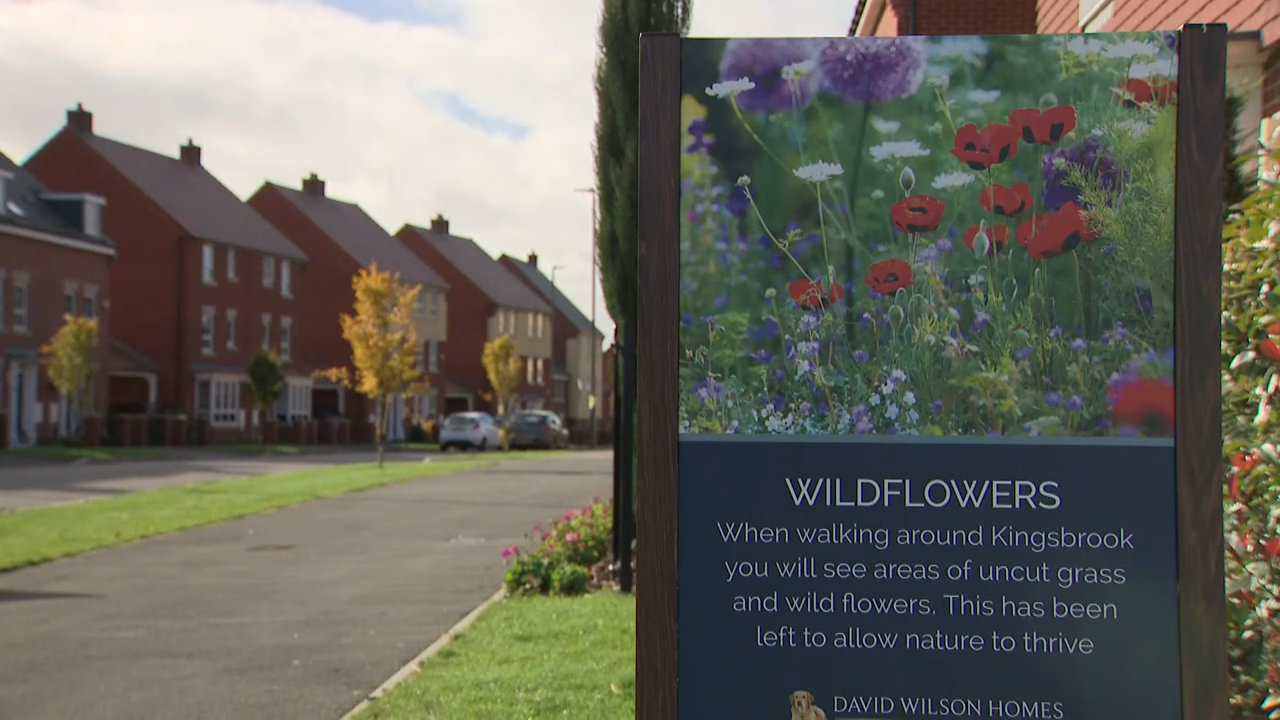 WILDFLOWERS
When walking around Kingsbrook
you will see areas of uncut grass
and wild flowers. This has been
left to allow nature to thrive
DAVID WILSON HOMES